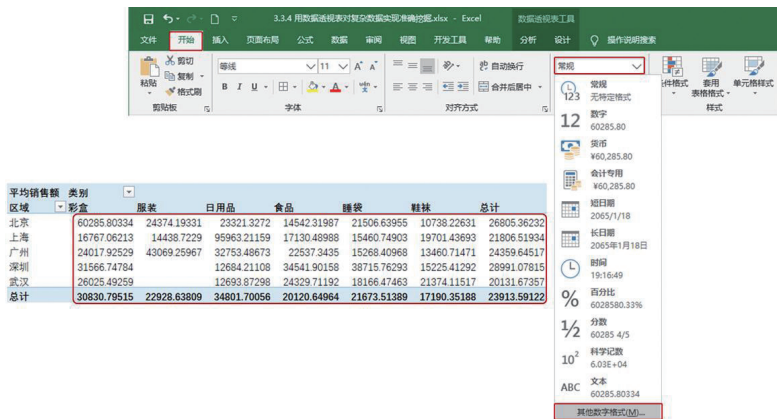 3.3.4 用数据透视表对复杂数据实现准确挖掘.xlsx - Excel 数据透视表工具
文件 开始 插入 页面布局 公式 数据 审阅 视图 开发工具 帮助 分析 设计 操作说明搜索
剪切 等线 11 A A 自动换行 常规
粘贴 复制
格式刷 B I U A wén 文 合并后居中 条件格式 套用 单元格样式
表格格式
剪贴板 字体 对齐方式 样式
123 常规
无特定格式
12 数字
60285.80
货币
¥60,285.80
会计专用
¥60,285.80
短日期
2065/1/18
长日期
2065年1月18日
时间
19:16:49
% 百分比
6028580.33%
½ 分数
60285 4/5
10² 科学记数
6.03E+04
ABC 文本
60285.80334
其他数字格式(M)...
平均销售额 类别
区域 彩盒 服装 日用品 食品 睡袋 鞋袜 总计
北京 60285.80334 24374.19331 23321.3272 14542.31987 21506.63955 10738.22631 26805.36232
上海 16767.06213 14438.7229 95963.21159 17130.48988 15460.74903 19701.43693 21806.51934
广州 24017.92529 43069.25967 32753.48673 22537.3435 15268.40968 13460.71471 24359.64517
深圳 31566.74784 12684.21108 34541.90158 38715.76293 15225.41292 28991.07815
武汉 26025.49259 12693.87298 24329.71192 18166.47463 21374.11517 20131.67357
总计 30830.79515 22928.63809 34801.70056 20120.64964 21673.51389 17190.35188 23913.59122